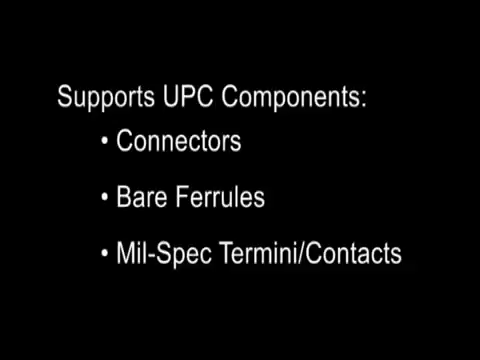 Supports UPC Components:
• Connectors
• Bare Ferrules
• Mil-Spec Termini/Contacts